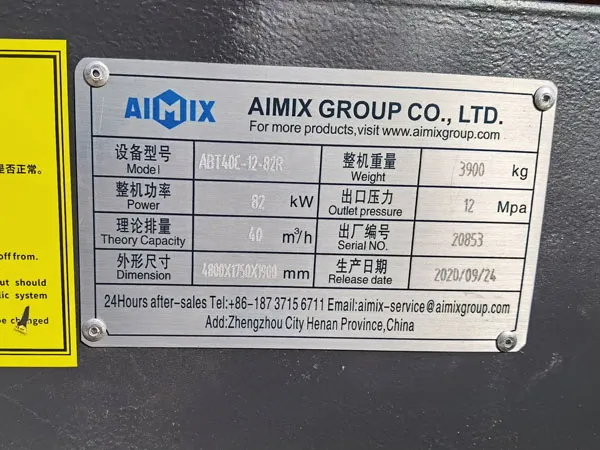 AIMIX
AIMIX GROUP CO., LTD.
For more products,visit www.aimixgroup.com
设备型号
Model
ABT40C-12-82R
整机重量
Weight
3900 kg
整机功率
Power
82 kW
出口压力
Outlet pressure
12 Mpa
理论排量
Theory Capacity
40 m³/h
出厂编号
Serial NO.
20853
外形尺寸
Dimension
4800X1750X1900 mm
生产日期
Release date
2020/09/24
24Hours after-sales Tel:+86-187 3715 6711 Email:aimix-service@aimixgroup.com
Add:Zhengzhou City Henan Province,China
是否正常。
off from.
ut should
lic system
be changed